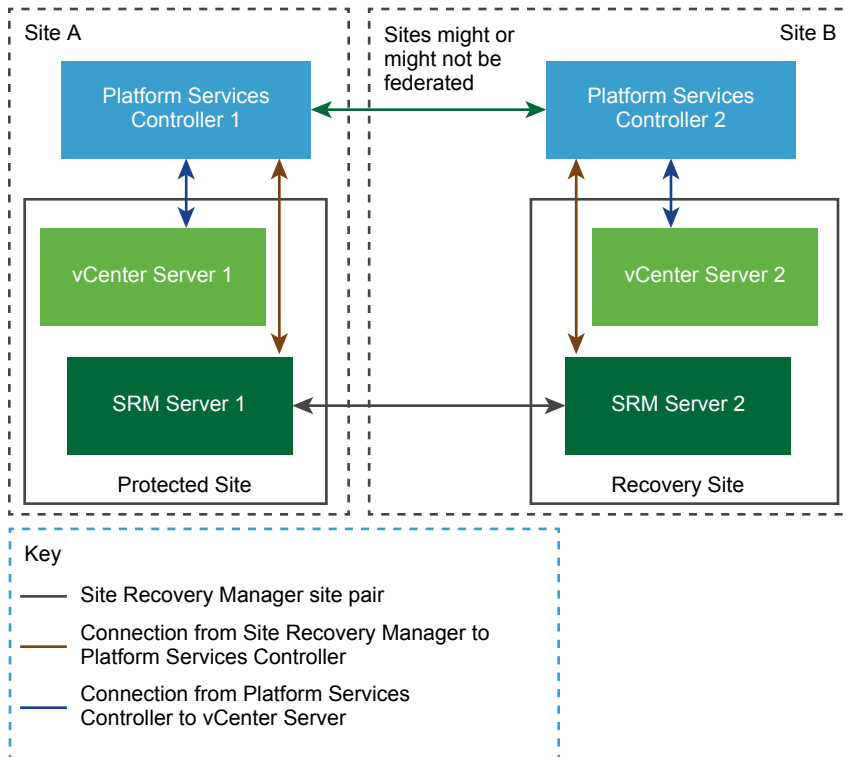 Site A
Sites might or
might not be
federated
Site B
Platform Services
Controller 1
Platform Services
Controller 2
vCenter Server 1
vCenter Server 2
SRM Server 1
SRM Server 2
Protected Site
Recovery Site
Key
Site Recovery Manager site pair
Connection from Site Recovery Manager to
Platform Services Controller
Connection from Platform Services
Controller to vCenter Server